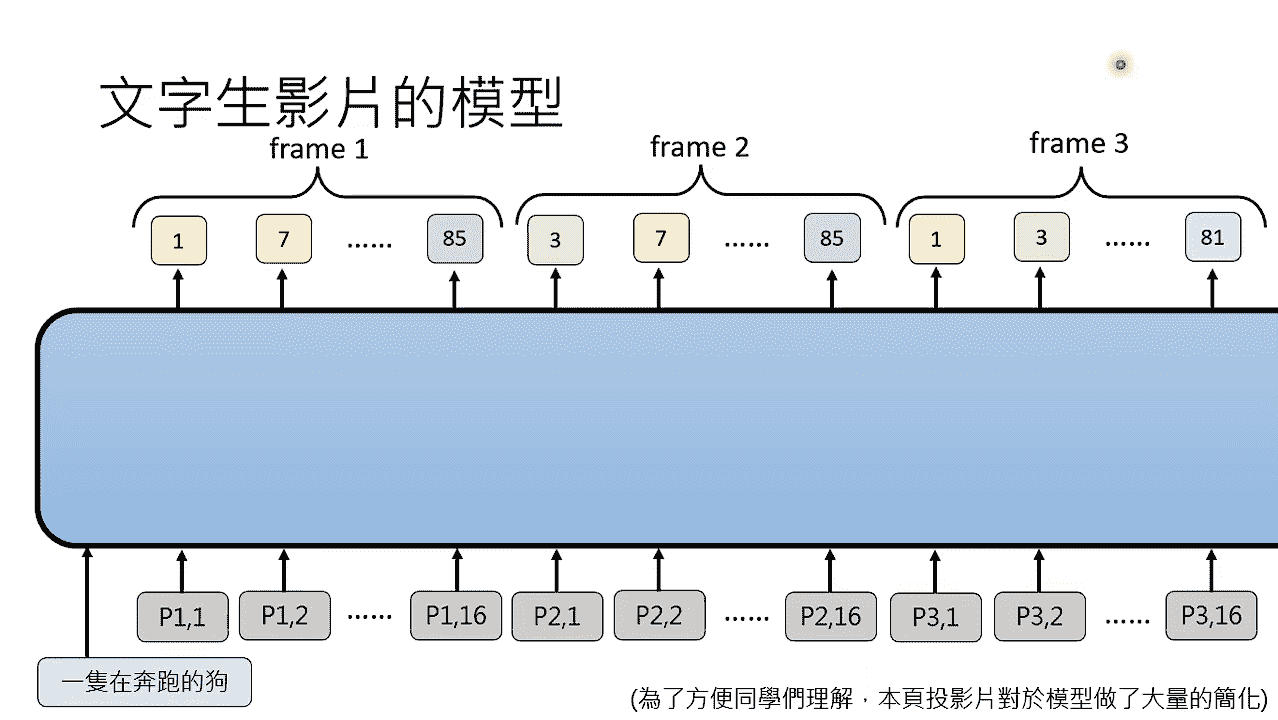 文字生影片的模型
frame 1 frame 2 frame 3
1 7 …… 85 3 7 …… 85 1 3 …… 81
P1,1 P1,2 …… P1,16 P2,1 P2,2 …… P2,16 P3,1 P3,2 …… P3,16
一隻在奔跑的狗
(為了方便同學們理解，本頁投影片對於模型做了大量的簡化)